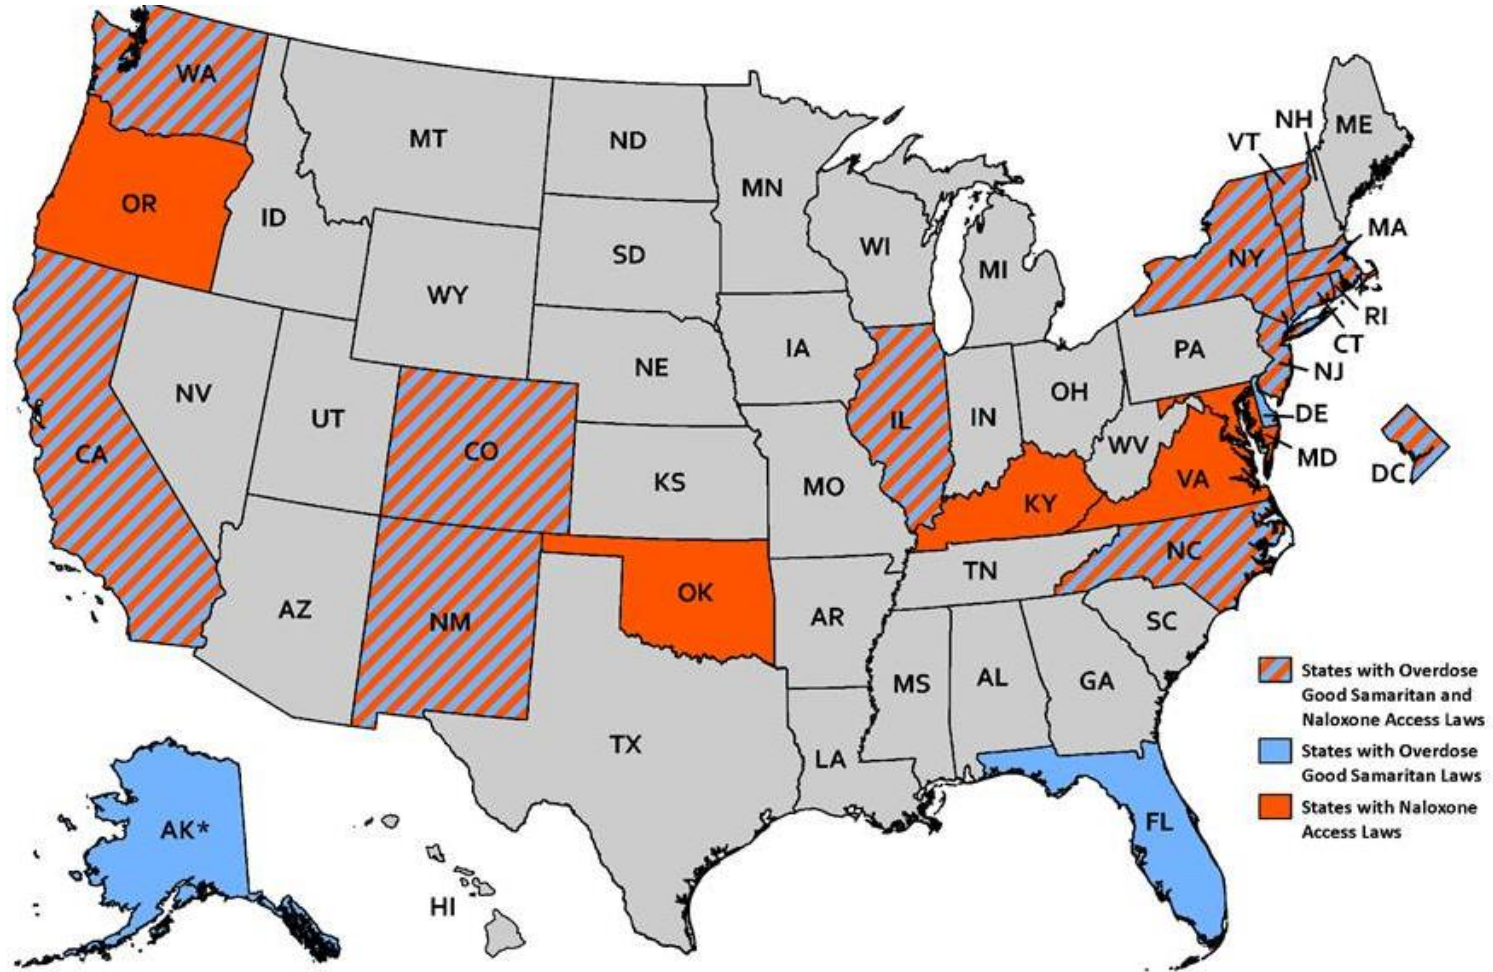 WA
OR
CA
ID
NV
MT
WY
UT
AZ
CO
NM
ND
SD
NE
KS
OK
TX
MN
IA
MO
AR
LA
WI
IL
MI
IN
OH
KY
TN
MS
AL
GA
FL
SC
NC
VA
WV
PA
NY
VT
NH
ME
MA
RI
CT
NJ
DE
MD
DC
AK*
HI
States with Overdose
Good Samaritan and
Naloxone Access Laws
States with Overdose
Good Samaritan Laws
States with Naloxone
Access Laws